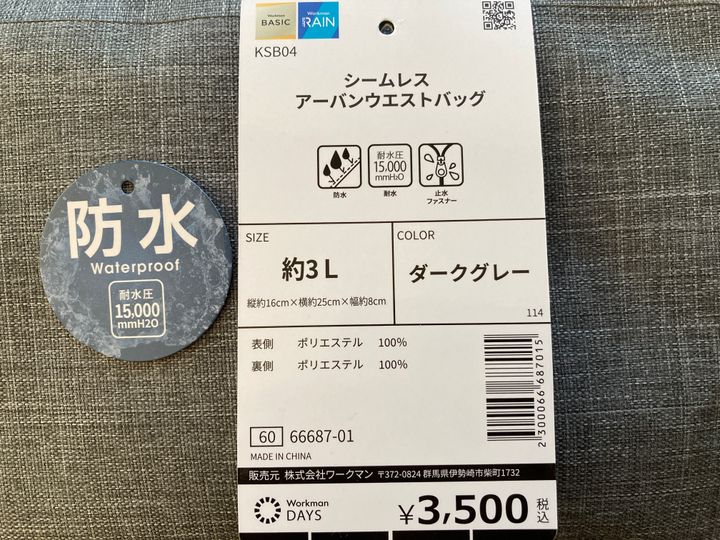 Workman
BASIC
Workman
RAIN
KSB04
シームレス
アーバンウエストバッグ
防水
耐水圧
15,000
mmH2O
耐水
止水
ファスナー
防水
Waterproof
耐水圧
15,000
mmH2O
SIZE
約3L
縦約16cm×横約25cm×幅約8cm
COLOR
ダークグレー
114
表側 ポリエステル 100%
裏側 ポリエステル 100%
2300066687015
60 66687-01
MADE IN CHINA
販売元 株式会社ワークマン 〒372-0824 群馬県伊勢崎市柴町1732
Workman
DAYS
¥3,500 税込